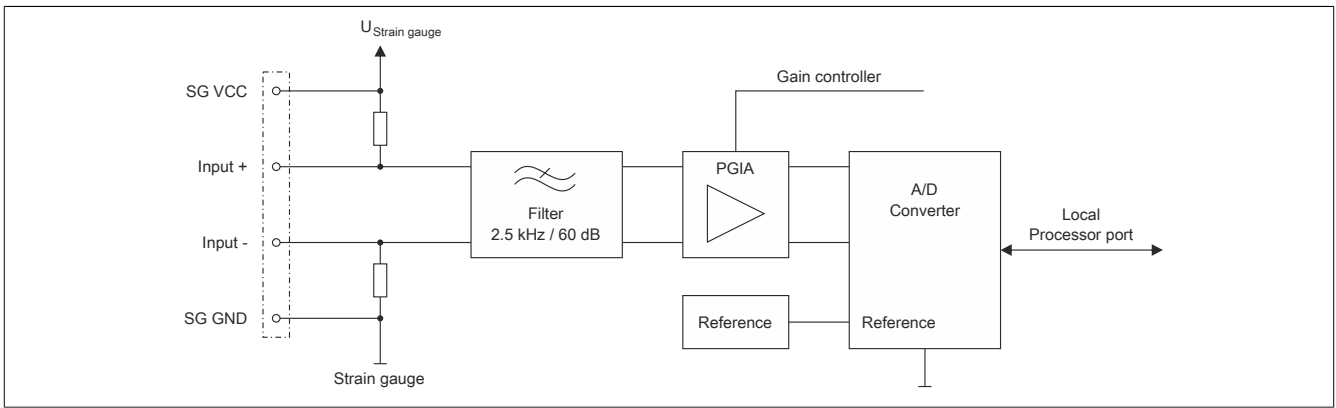 U Strain gauge
SG VCC
Gain controller
Input +
PGIA
A/D
Converter
Filter
2.5 kHz / 60 dB
Local
Processor port
Input -
SG GND
Reference
Reference
Strain gauge